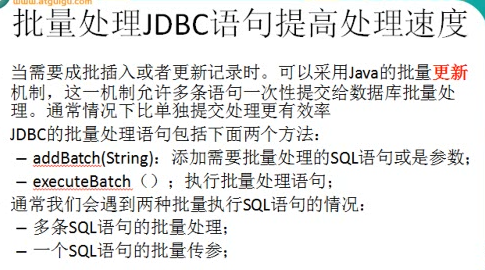 www.atguigu.com
批量处理JDBC语句提高处理速度
当需要成批插入或者更新记录时。可以采用Java的批量更新
机制，这一机制允许多条语句一次性提交给数据库批量处
理。通常情况下比单独提交处理更有效率
JDBC的批量处理语句包括下面两个方法：
– addBatch(String)：添加需要批量处理的SQL语句或是参数；
– executeBatch（）；执行批量处理语句；
通常我们会遇到两种批量执行SQL语句的情况：
– 多条SQL语句的批量处理；
– 一个SQL语句的批量传参；